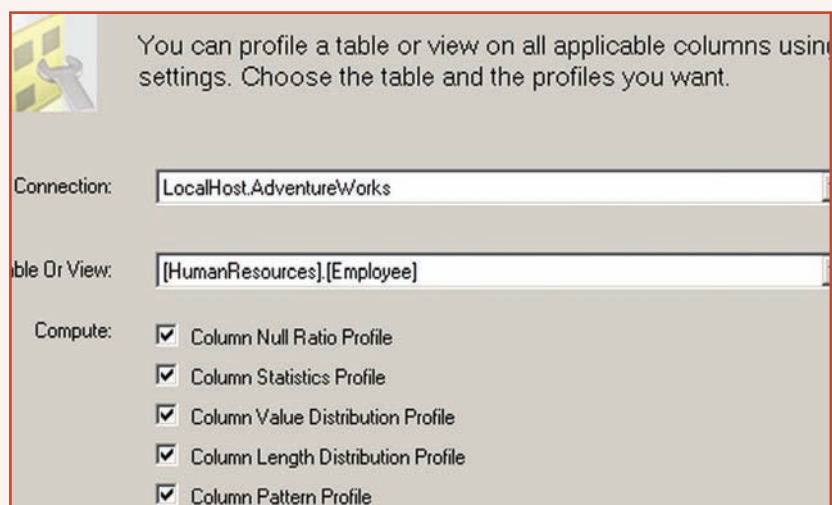 You can profile a table or view on all applicable columns using
settings. Choose the table and the profiles you want.
Connection: LocalHost.AdventureWorks
ble Or View: [HumanResources].[Employee]
Compute: Column Null Ratio Profile
Column Statistics Profile
Column Value Distribution Profile
Column Length Distribution Profile
Column Pattern Profile